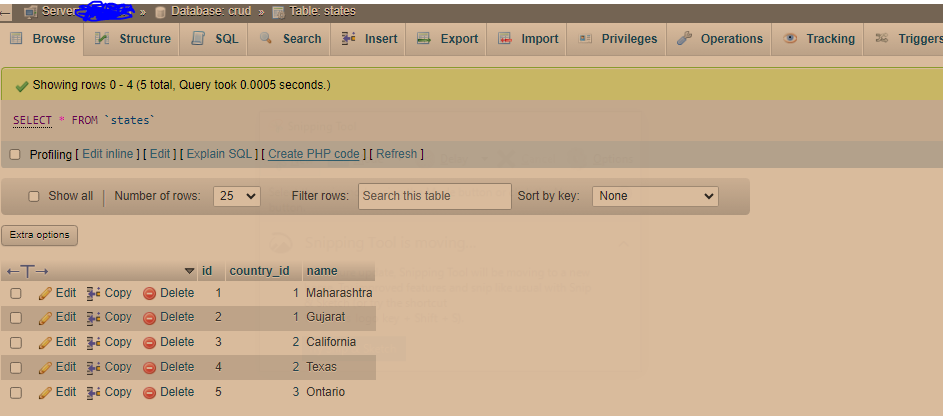 Server: » Database: crud » Table: states
Browse Structure SQL Search Insert Export Import Privileges Operations Tracking Triggers
Showing rows 0 - 4 (5 total, Query took 0.0005 seconds.)
SELECT * FROM `states`
Profiling [ Edit inline ] [ Edit ] [ Explain SQL ] [ Create PHP code ] [ Refresh ]
Show all Number of rows: 25 Filter rows: Search this table Sort by key: None
Extra options
←T→ id country_id name
Edit Copy Delete 1 1 Maharashtra
Edit Copy Delete 2 1 Gujarat
Edit Copy Delete 3 2 California
Edit Copy Delete 4 2 Texas
Edit Copy Delete 5 3 Ontario